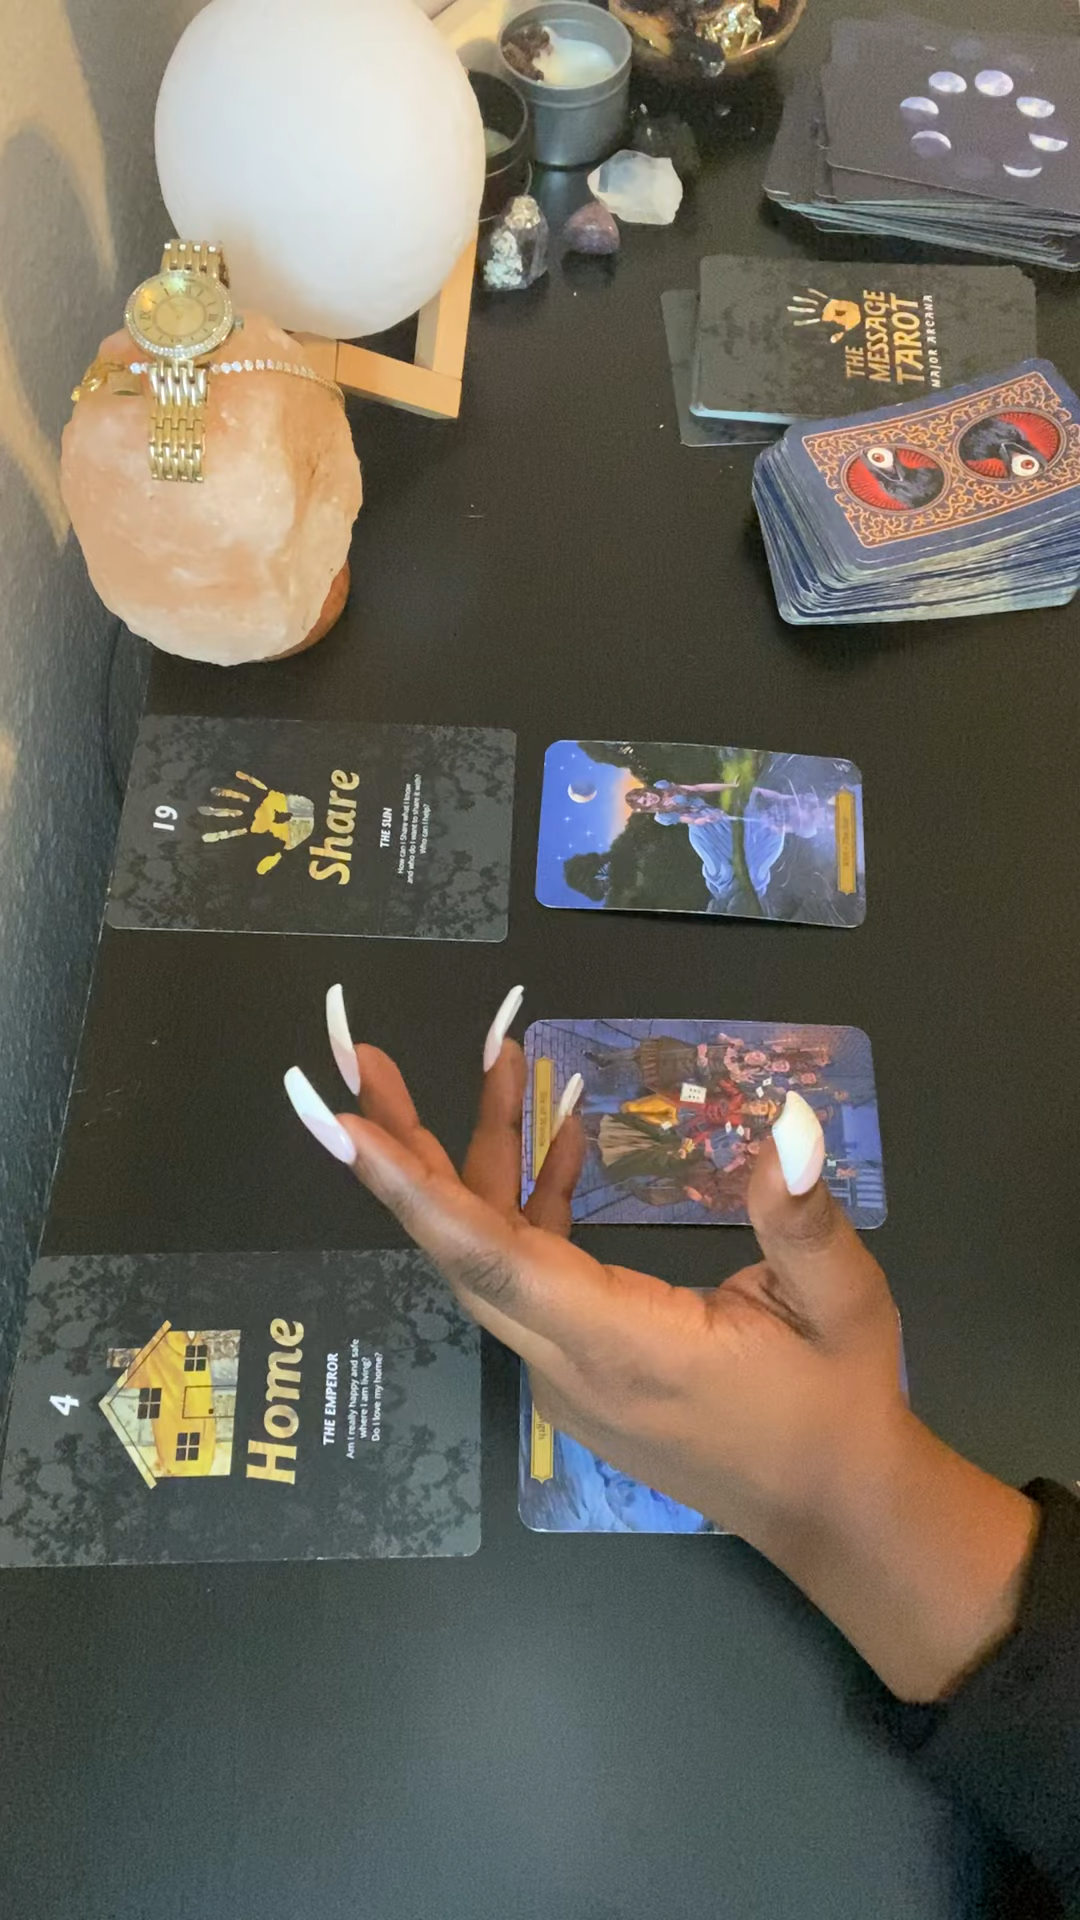 THE
MESSAGE
TAROT
MAJOR ARCANA
19
Share
THE SUN
How can I Share what I know
and who do I want to share it with?
Who can I help?
4
Home
THE EMPEROR
Am I really happy and safe
where I am living?
Do I love my home?